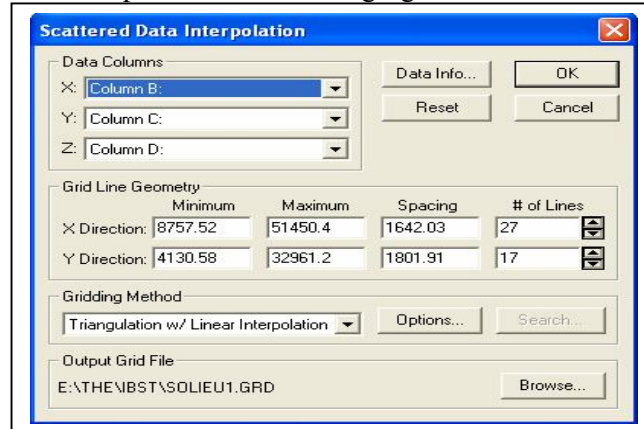 Scattered Data Interpolation
Data Columns
X: Column B:
Y: Column C:
Z: Column D:
Data Info... OK
Reset Cancel
Grid Line Geometry
Minimum Maximum Spacing # of Lines
X Direction: 8757.52 51450.4 1642.03 27
Y Direction: 4130.58 32961.2 1801.91 17
Gridding Method
Triangulation w/ Linear Interpolation Options... Search...
Output Grid File
E:\THE\IBST\SOLIEU1.GRD Browse...